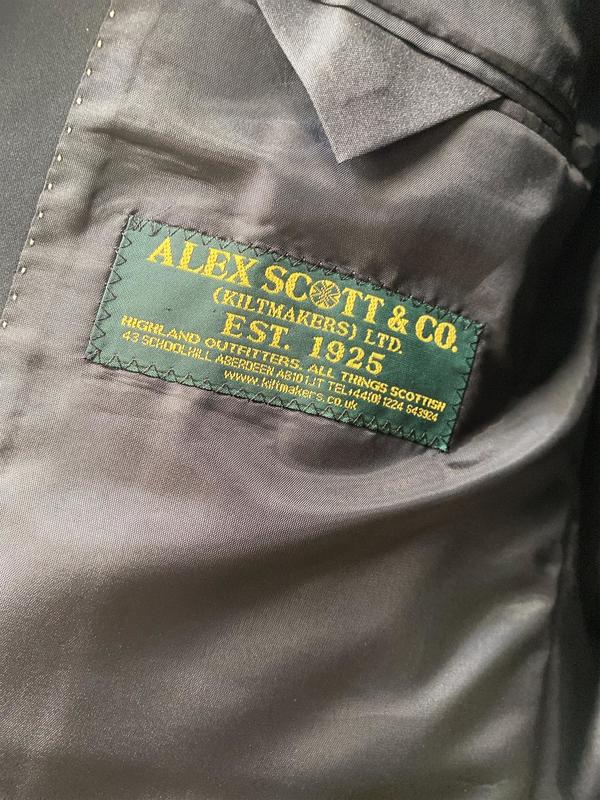 ALEX SCOTT & CO.
(KILTMAKERS) LTD.
EST. 1925
HIGHLAND OUTFITTERS. ALL THINGS SCOTTISH
43 SCHOOLHILL ABERDEEN AB10 1JT TEL+44(0)1224 643924
www.kiltmakers.co.uk